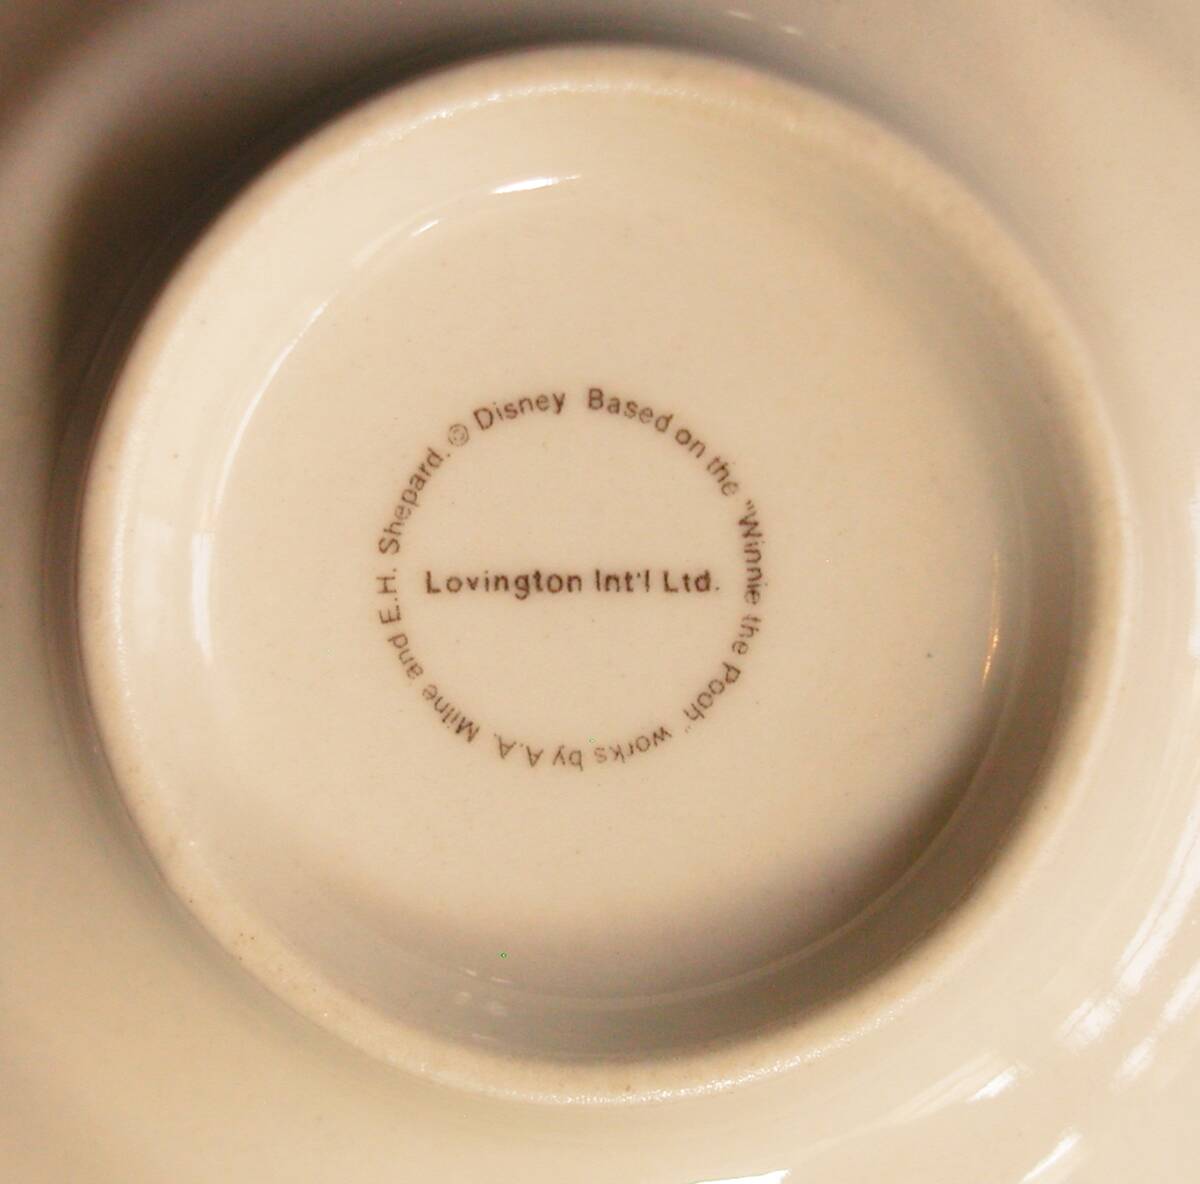 © Disney Based on the "Winnie the Pooh" works by A.A. Milne and E.H. Shepard.
Lovington Int'l Ltd.